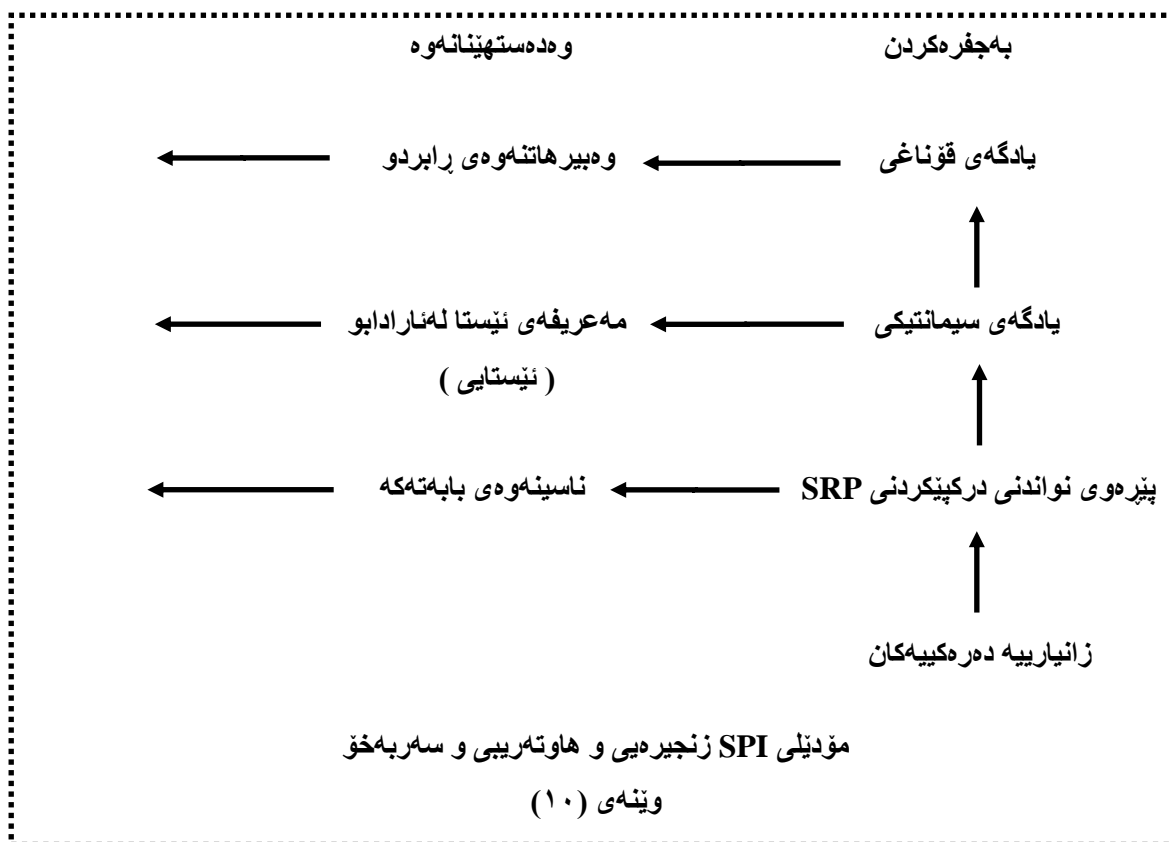 بەجفرەکردن وەدەستهێنانەوە
یادگەی قۆناغی وەبیرهاتنەوەی ڕابردو
یادگەی سیمانتیکی مەعریفەی ئێستا لەئارادابو
( ئێستایی )
پێڕەوی نواندنی درکپێکردنی SRP ناسینەوەی بابەتەکە
زانیارییە دەرەکییەکان
مۆدێلی SPI زنجیرەیی و هاوتەریبی و سەربەخۆ
وێنەی (١٠)